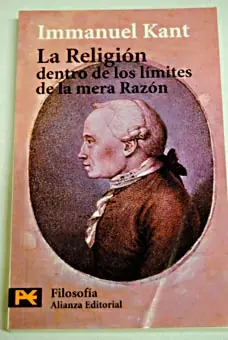 Immanuel Kant
La Religión
dentro de los límites
de la mera Razón
Filosofía
Alianza Editorial